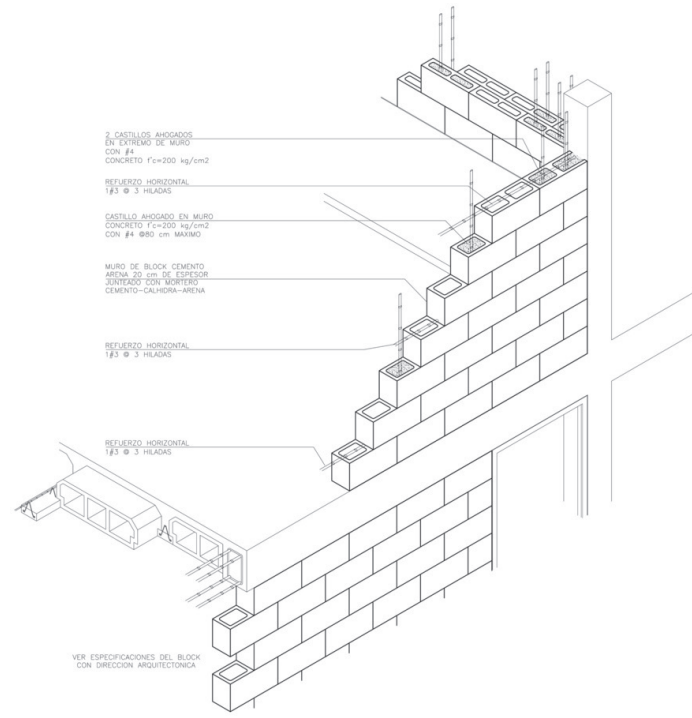 2 CASTILLOS AHOGADOS
EN EXTREMO DE MURO
CON #4
CONCRETO f'c=200 kg/cm2
REFUERZO HORIZONTAL
1#3 @ 3 HILADAS
CASTILLO AHOGADO EN MURO
CONCRETO f'c=200 kg/cm2
CON #4 @80 cm MAXIMO
MURO DE BLOCK CEMENTO
ARENA 20 cm DE ESPESOR
JUNTEADO CON MORTERO
CEMENTO-CALHIDRA-ARENA
REFUERZO HORIZONTAL
1#3 @ 3 HILADAS
REFUERZO HORIZONTAL
1#3 @ 3 HILADAS
VER ESPECIFICACIONES DEL BLOCK
CON DIRECCION ARQUITECTONICA